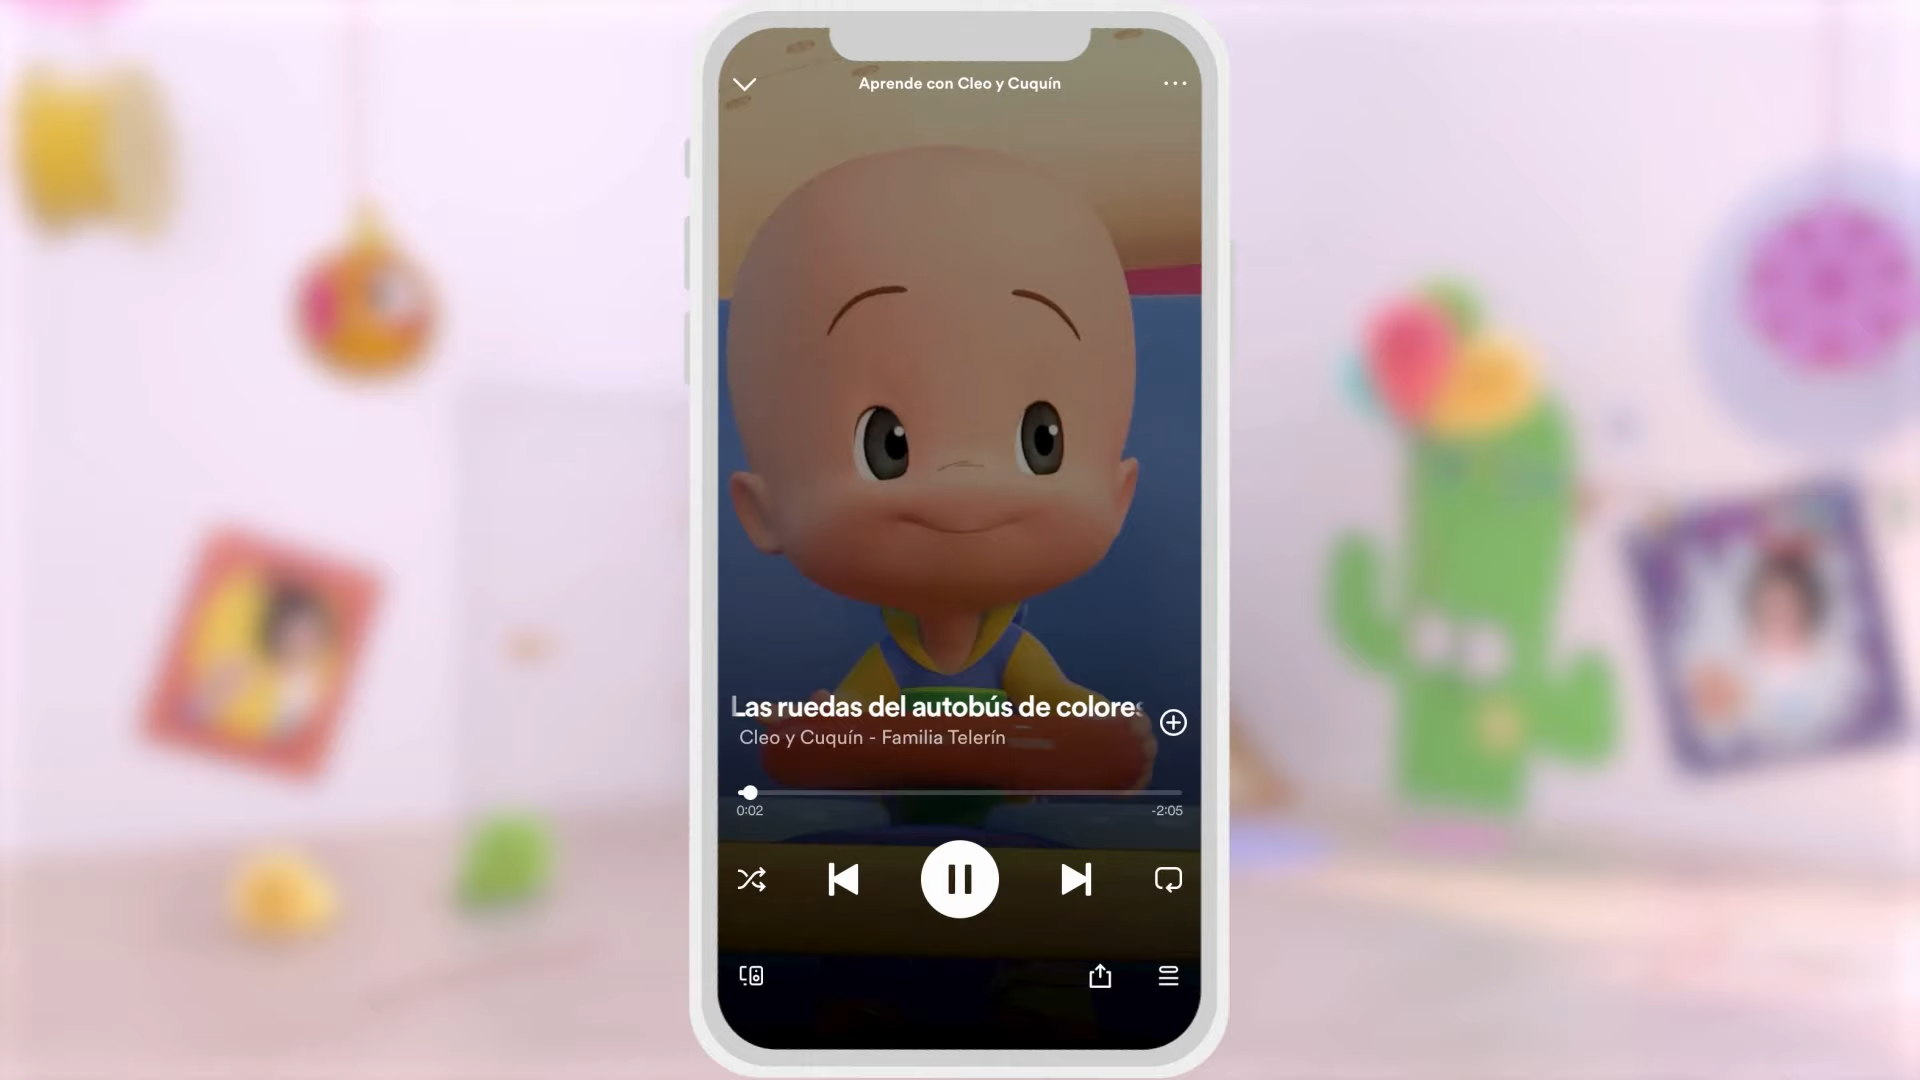 Aprende con Cleo y Cuquín
Las ruedas del autobús de colores
Cleo y Cuquín - Familia Telerín
0:02
-2:05